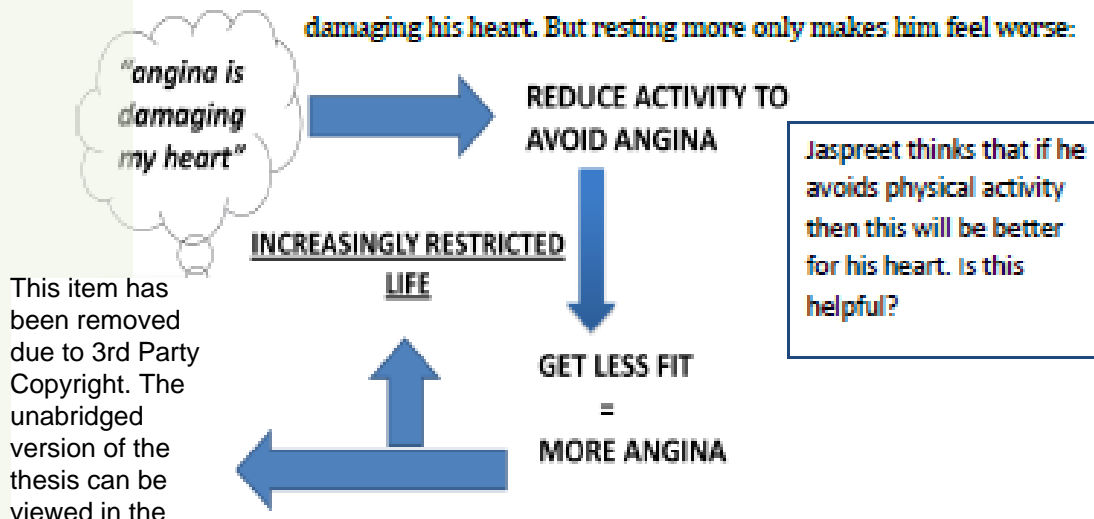 damaging his heart. But resting more only makes him feel worse:
"angina is
damaging
my heart"
REDUCE ACTIVITY TO
AVOID ANGINA
Jaspreet thinks that if he
avoids physical activity
then this will be better
for his heart. Is this
helpful?
INCREASINGLY RESTRICTED
LIFE
This item has
been removed
due to 3rd Party
Copyright. The
unabridged
version of the
thesis can be
viewed in the
GET LESS FIT
=
MORE ANGINA